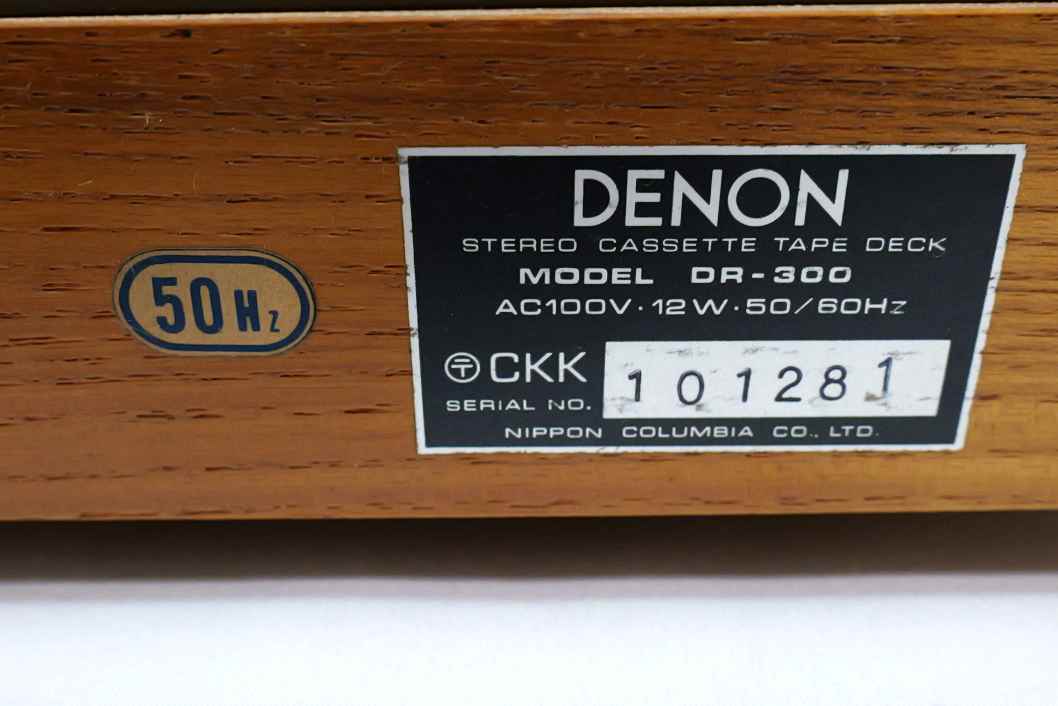 50Hz
DENON
STEREO CASSETTE TAPE DECK
MODEL DR-300
AC100V·12W·50/60Hz
〶CKK
SERIAL NO. 101281
NIPPON COLUMBIA CO., LTD.